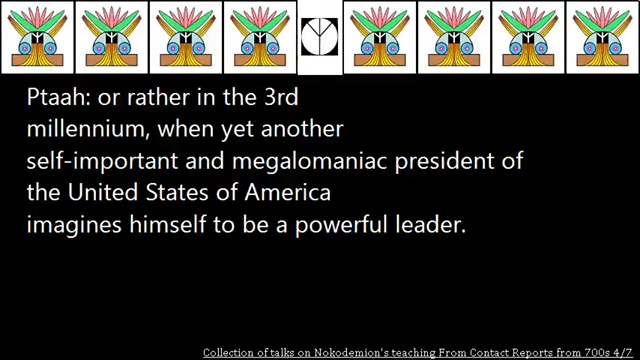 Ptaah: or rather in the 3rd
millennium, when yet another
self-important and megalomaniac president of
the United States of America
imagines himself to be a powerful leader.
Collection of talks on Nokodemion's teaching From Contact Reports from 700s 4/7